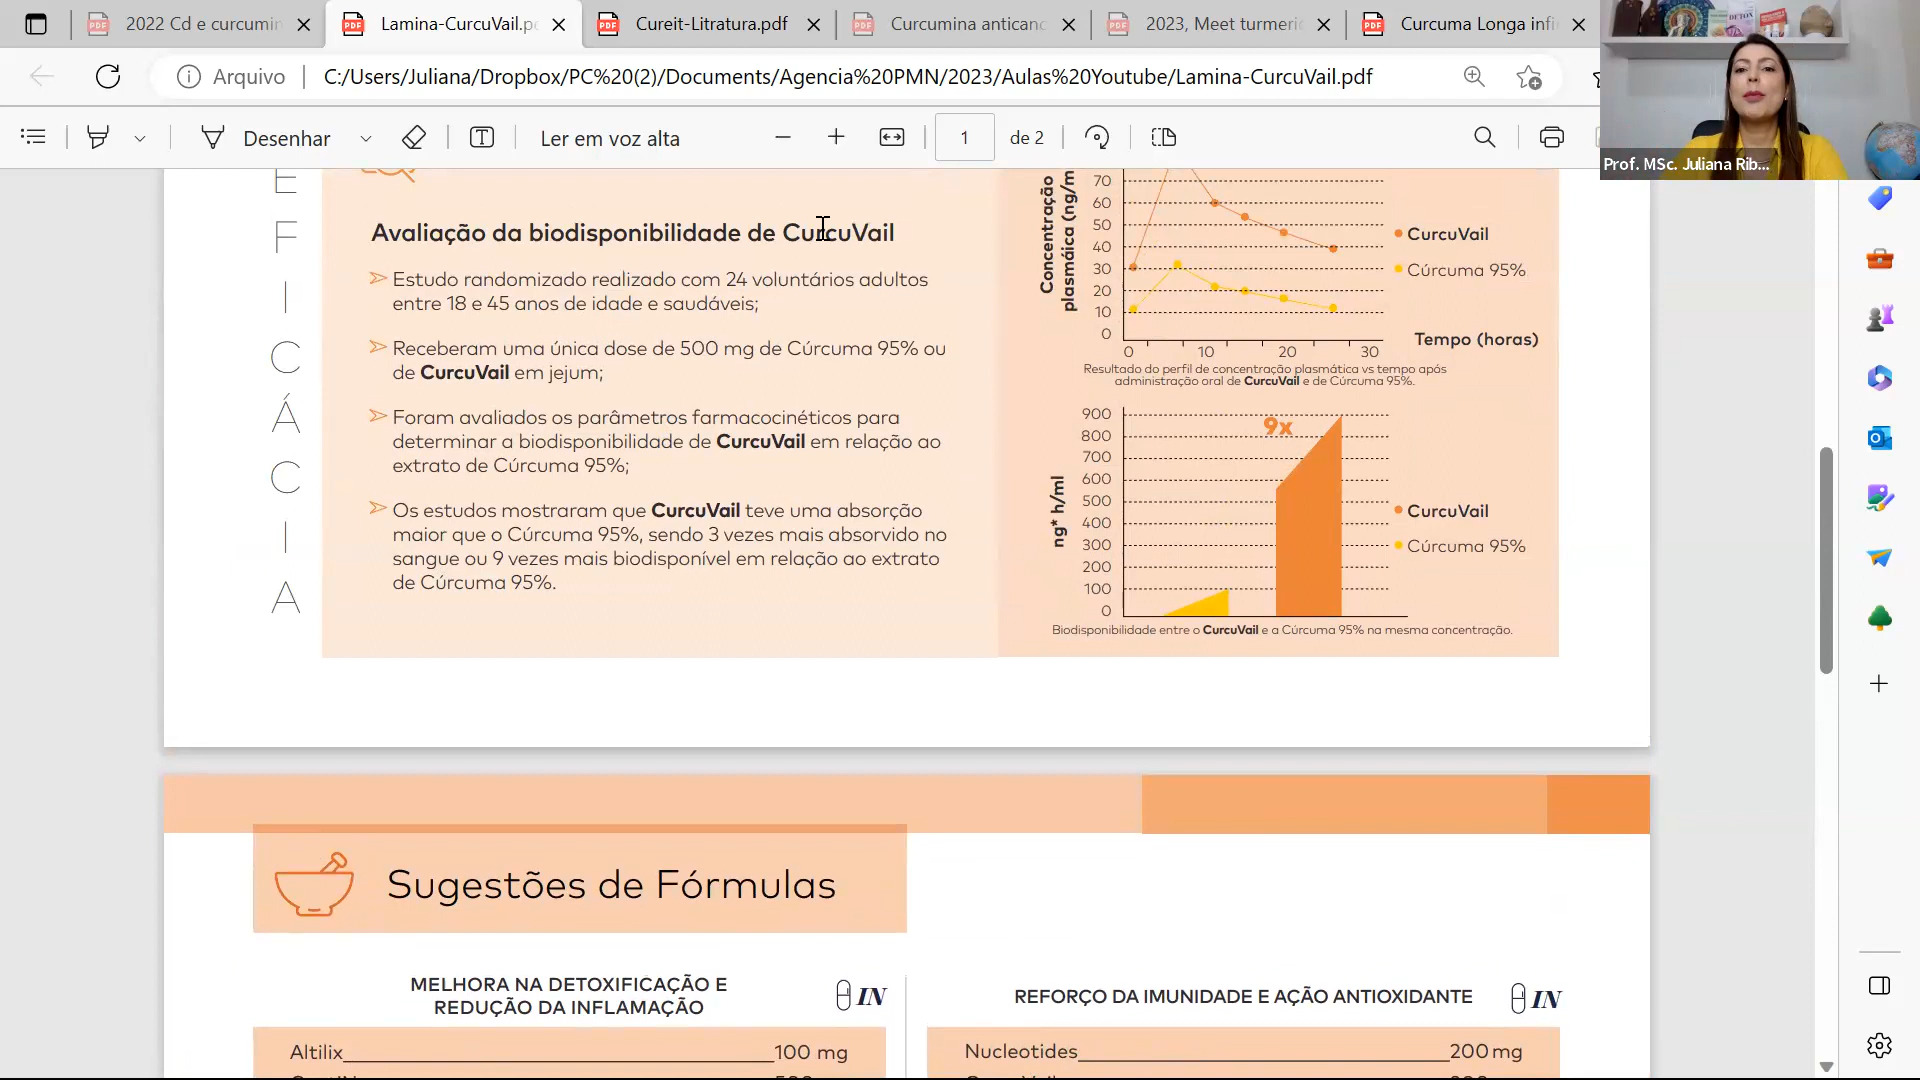 2022 Cd e curcumin
Lamina-CurcuVail.p
Cureit-Litratura.pdf
Curcumina anticanc
2023, Meet turmeri
Curcuma Longa infl
Arquivo
C:/Users/Juliana/Dropbox/PC%20(2)/Documents/Agencia%20PMN/2023/Aulas%20Youtube/Lamina-CurcuVail.pdf
Desenhar
Ler em voz alta
1
de 2
Prof. MSc. Juliana Rib...
E
F
I
C
Á
C
I
A
Avaliação da biodisponibilidade de CurcuVail
Estudo randomizado realizado com 24 voluntários adultos
entre 18 e 45 anos de idade e saudáveis;
Receberam uma única dose de 500 mg de Cúrcuma 95% ou
de CurcuVail em jejum;
Foram avaliados os parâmetros farmacocinéticos para
determinar a biodisponibilidade de CurcuVail em relação ao
extrato de Cúrcuma 95%;
Os estudos mostraram que CurcuVail teve uma absorção
maior que o Cúrcuma 95%, sendo 3 vezes mais absorvido no
sangue ou 9 vezes mais biodisponível em relação ao extrato
de Cúrcuma 95%.
Concentração
plasmática (ng/m
70
60
50
40
30
20
10
0
0 10 20 30
Tempo (horas)
CurcuVail
Cúrcuma 95%
Resultado do perfil de concentração plasmática vs tempo após
administração oral de CurcuVail e de Cúrcuma 95%.
ng* h/ml
900
800
700
600
500
400
300
200
100
0
9x
CurcuVail
Cúrcuma 95%
Biodisponibilidade entre o CurcuVail e a Cúrcuma 95% na mesma concentração.
Sugestões de Fórmulas
MELHORA NA DETOXIFICAÇÃO E
REDUÇÃO DA INFLAMAÇÃO
IN
Altilix 100 mg
REFORÇO DA IMUNIDADE E AÇÃO ANTIOXIDANTE
IN
Nucleotides 200 mg